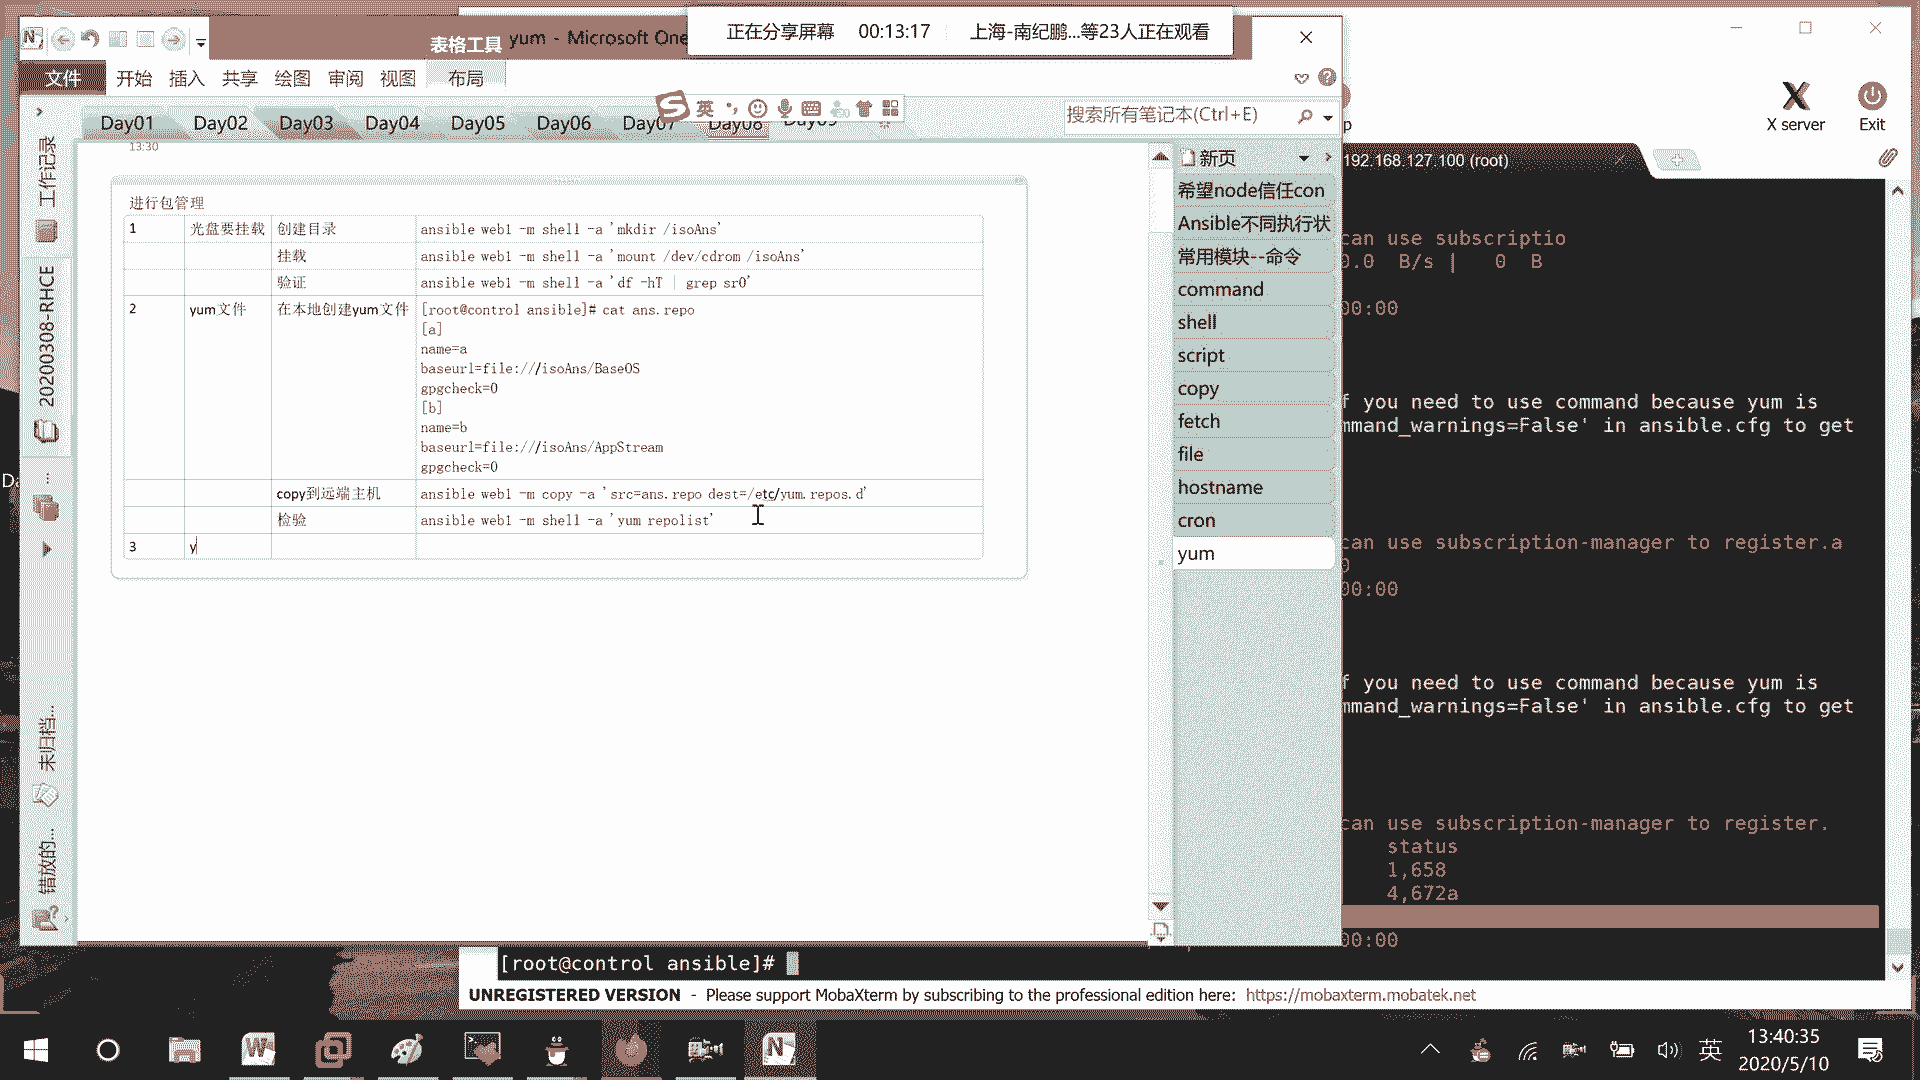 表格工具
yum - Microsoft One
正在分享屏幕 00:13:17 上海-南纪鹏...等23人正在观看
文件 开始 插入 共享 绘图 审阅 视图 布局
英
Day01 Day02 Day03 Day04 Day05 Day06 Day07 Day08 Day09
搜索所有笔记本(Ctrl+E)
X server Exit
13:30
192.168.127.100 (root)
工作记录
20200308-RHCE
未归档...
错放的...
进行包管理
1 光盘要挂载 创建目录 ansible web1 -m shell -a 'mkdir /isoAns'
挂载 ansible web1 -m shell -a 'mount /dev/cdrom /isoAns'
验证 ansible web1 -m shell -a 'df -hT | grep sr0'
2 yum文件 在本地创建yum文件 [root@control ansible]# cat ans.repo
[a]
name=a
baseurl=file:///isoAns/BaseOS
gpgcheck=0
[b]
name=b
baseurl=file:///isoAns/AppStream
gpgcheck=0
copy到远端主机 ansible web1 -m copy -a 'src=ans.repo dest=/etc/yum.repos.d'
检验 ansible web1 -m shell -a 'yum repolist'
3 y
新页
希望node信任con
Ansible不同执行状
常用模块--命令
command
shell
script
copy
fetch
file
hostname
cron
yum
can use subscriptio
0.0 B/s | 0 B
00:00
f you need to use command because yum is
mmand_warnings=False' in ansible.cfg to get
can use subscription-manager to register.a
0
00:00
f you need to use command because yum is
mmand_warnings=False' in ansible.cfg to get
can use subscription-manager to register.
status
1,658
4,672a
00:00
[root@control ansible]#
UNREGISTERED VERSION - Please support MobaXterm by subscribing to the professional edition here: https://mobaxterm.mobatek.net
英
13:40:35
2020/5/10